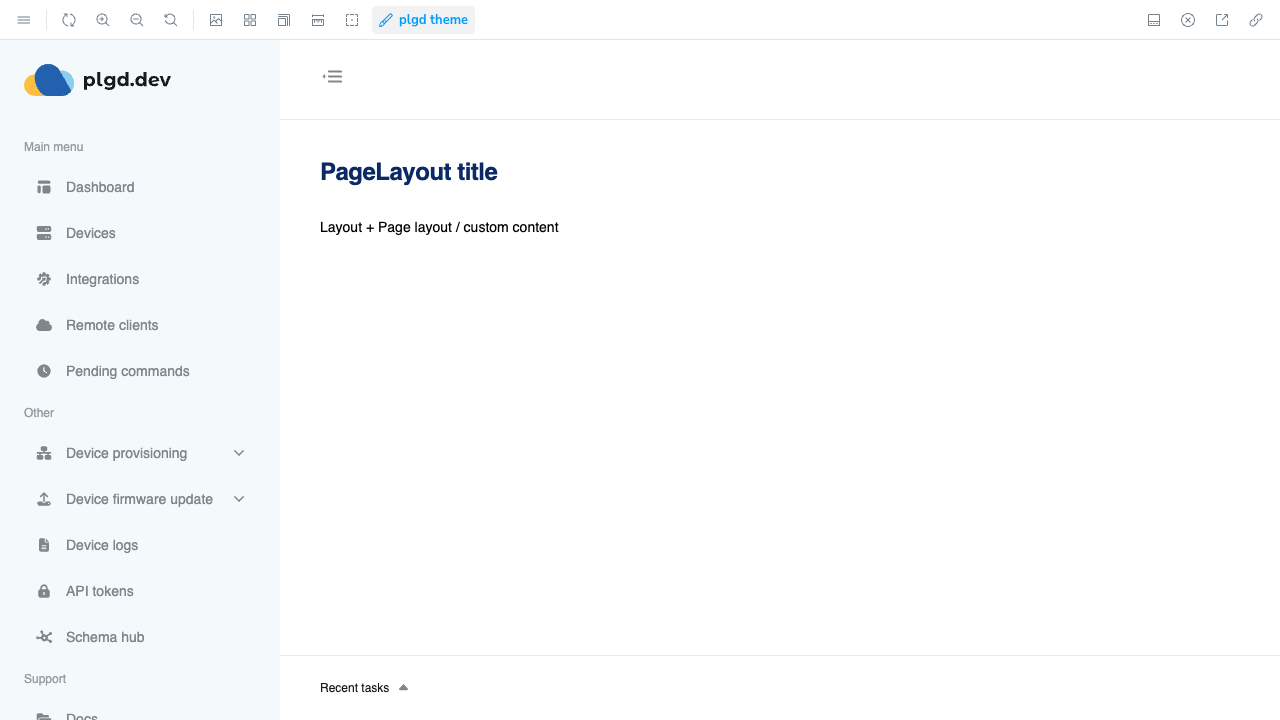 plgd theme
plgd.dev
Main menu
Dashboard
Devices
Integrations
Remote clients
Pending commands
Other
Device provisioning
Device firmware update
Device logs
API tokens
Schema hub
Support
Docs
PageLayout title
Layout + Page layout / custom content
Recent tasks